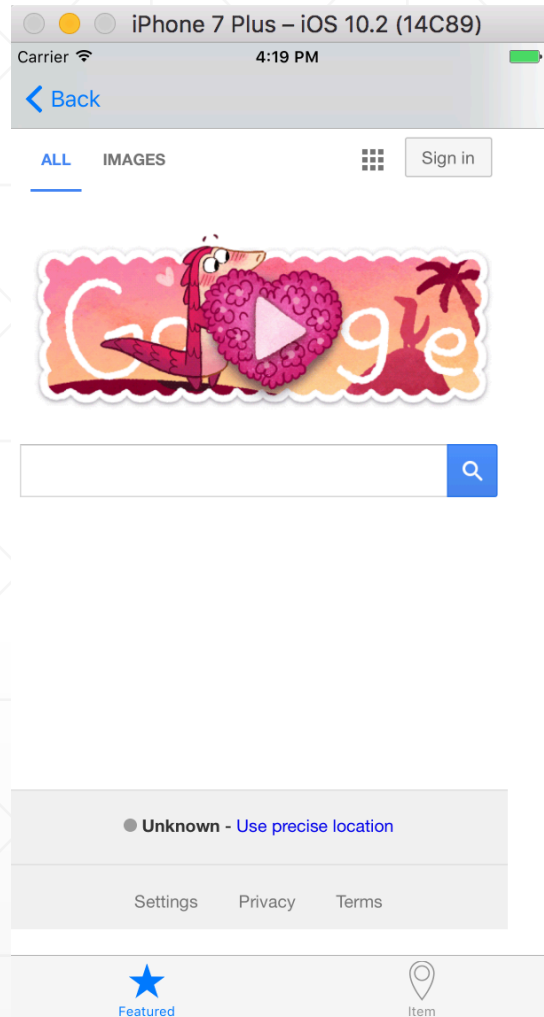 iPhone 7 Plus – iOS 10.2 (14C89)
Carrier 4:19 PM
Back
ALL IMAGES Sign in
Google
Unknown - Use precise location
Settings Privacy Terms
Featured Item